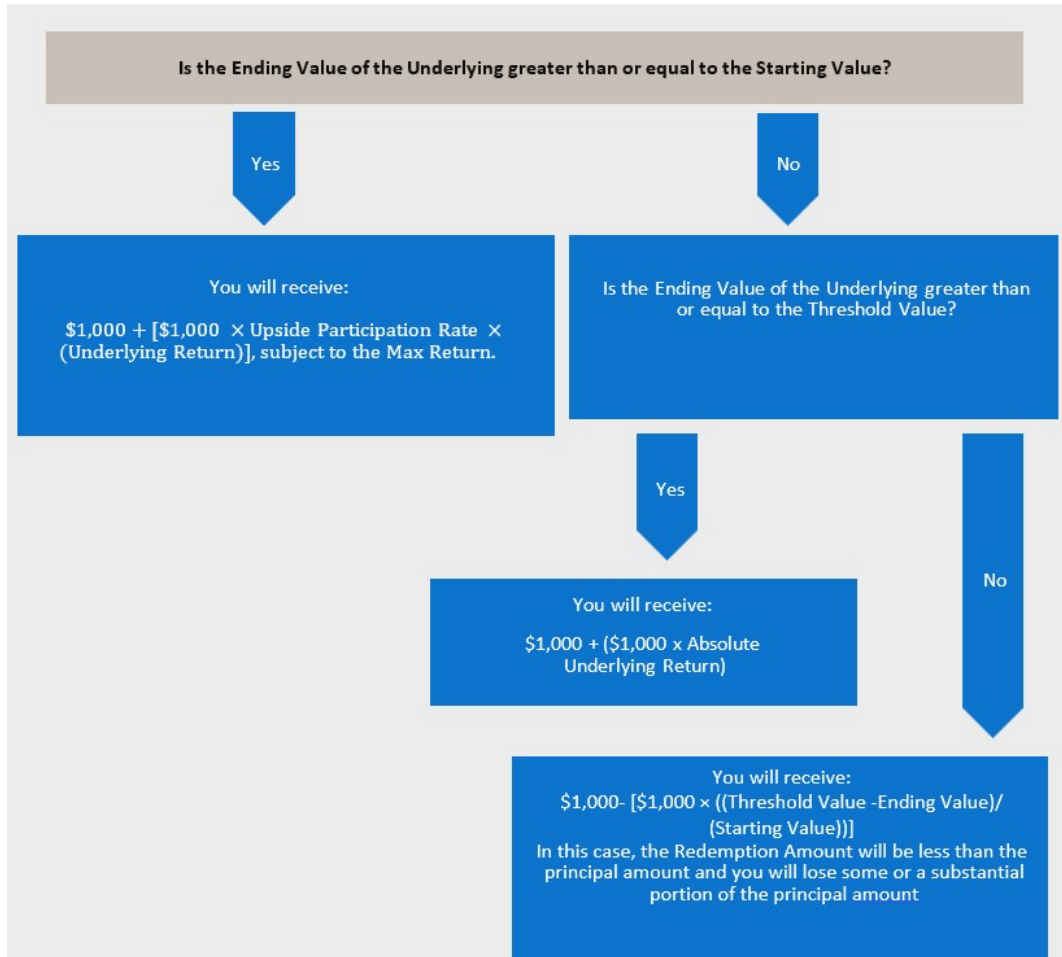 Is the Ending Value of the Underlying greater than or equal to the Starting Value?
Yes
No
You will receive:
$1,000 + [$1,000 × Upside Participation Rate ×
(Underlying Return)], subject to the Max Return.
Is the Ending Value of the Underlying greater than
or equal to the Threshold Value?
Yes
No
You will receive:
$1,000 + ($1,000 x Absolute
Underlying Return)
You will receive:
$1,000- [$1,000 × ((Threshold Value -Ending Value)/
(Starting Value))]
In this case, the Redemption Amount will be less than the
principal amount and you will lose some or a substantial
portion of the principal amount